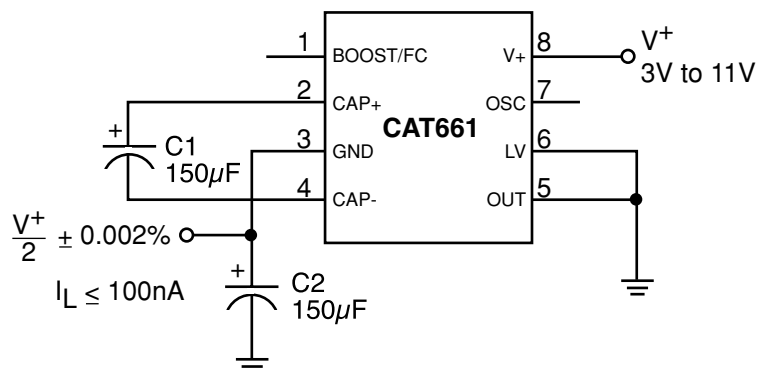 1 BOOST/FC V+ 8 V+
3V to 11V
2 CAP+ OSC 7
CAT661
+ C1
150µF
3 GND LV 6
4 CAP- OUT 5
V+
2 ± 0.002%
+ C2
150µF
IL ≤ 100nA